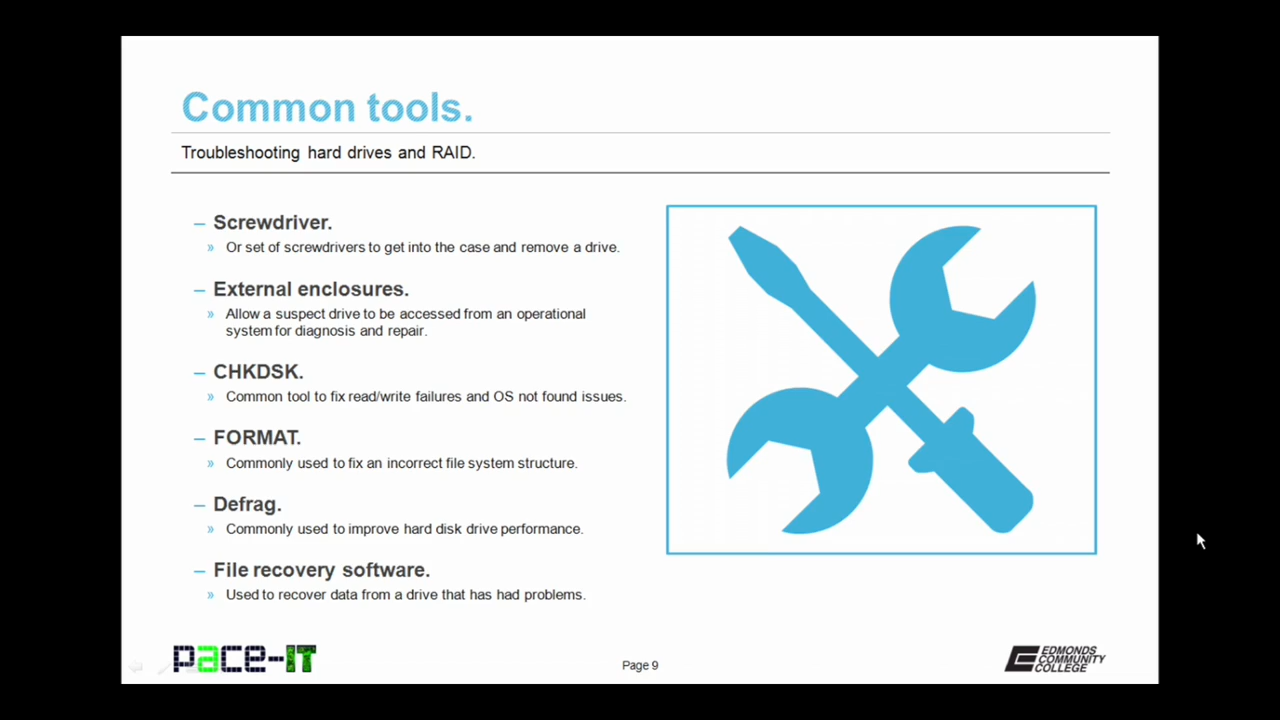 Common tools.
Troubleshooting hard drives and RAID.
– Screwdriver.
» Or set of screwdrivers to get into the case and remove a drive.
– External enclosures.
» Allow a suspect drive to be accessed from an operational
system for diagnosis and repair.
– CHKDSK.
» Common tool to fix read/write failures and OS not found issues.
– FORMAT.
» Commonly used to fix an incorrect file system structure.
– Defrag.
» Commonly used to improve hard disk drive performance.
– File recovery software.
» Used to recover data from a drive that has had problems.
pace-IT
Page 9
EDMONDS
COMMUNITY
COLLEGE